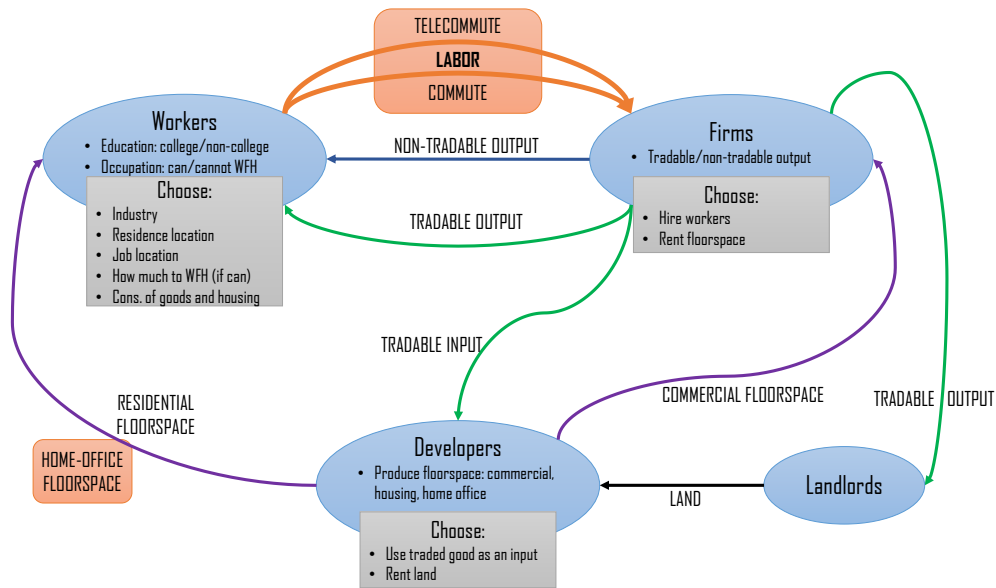 TELECOMMUTE
LABOR
COMMUTE
Workers
• Education: college/non-college
• Occupation: can/cannot WFH
Choose:
• Industry
• Residence location
• Job location
• How much to WFH (if can)
• Cons. of goods and housing
NON-TRADABLE OUTPUT
TRADABLE OUTPUT
Firms
• Tradable/non-tradable output
Choose:
• Hire workers
• Rent floorspace
TRADABLE INPUT
COMMERCIAL FLOORSPACE
TRADABLE OUTPUT
RESIDENTIAL
FLOORSPACE
HOME-OFFICE
FLOORSPACE
Developers
• Produce floorspace: commercial,
housing, home office
Choose:
• Use traded good as an input
• Rent land
LAND
Landlords